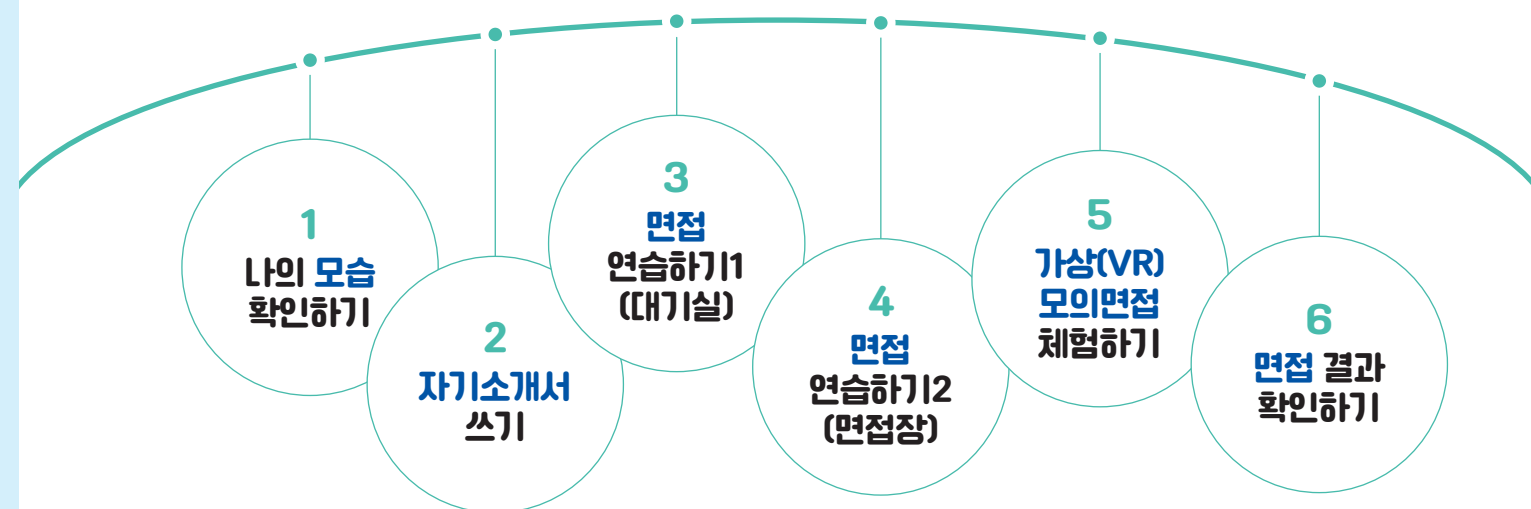 1
나의 모습
확인하기
2
자기소개서
쓰기
3
면접
연습하기1
(대기실)
4
면접
연습하기2
(면접장)
5
가상(VR)
모의면접
체험하기
6
면접 결과
확인하기